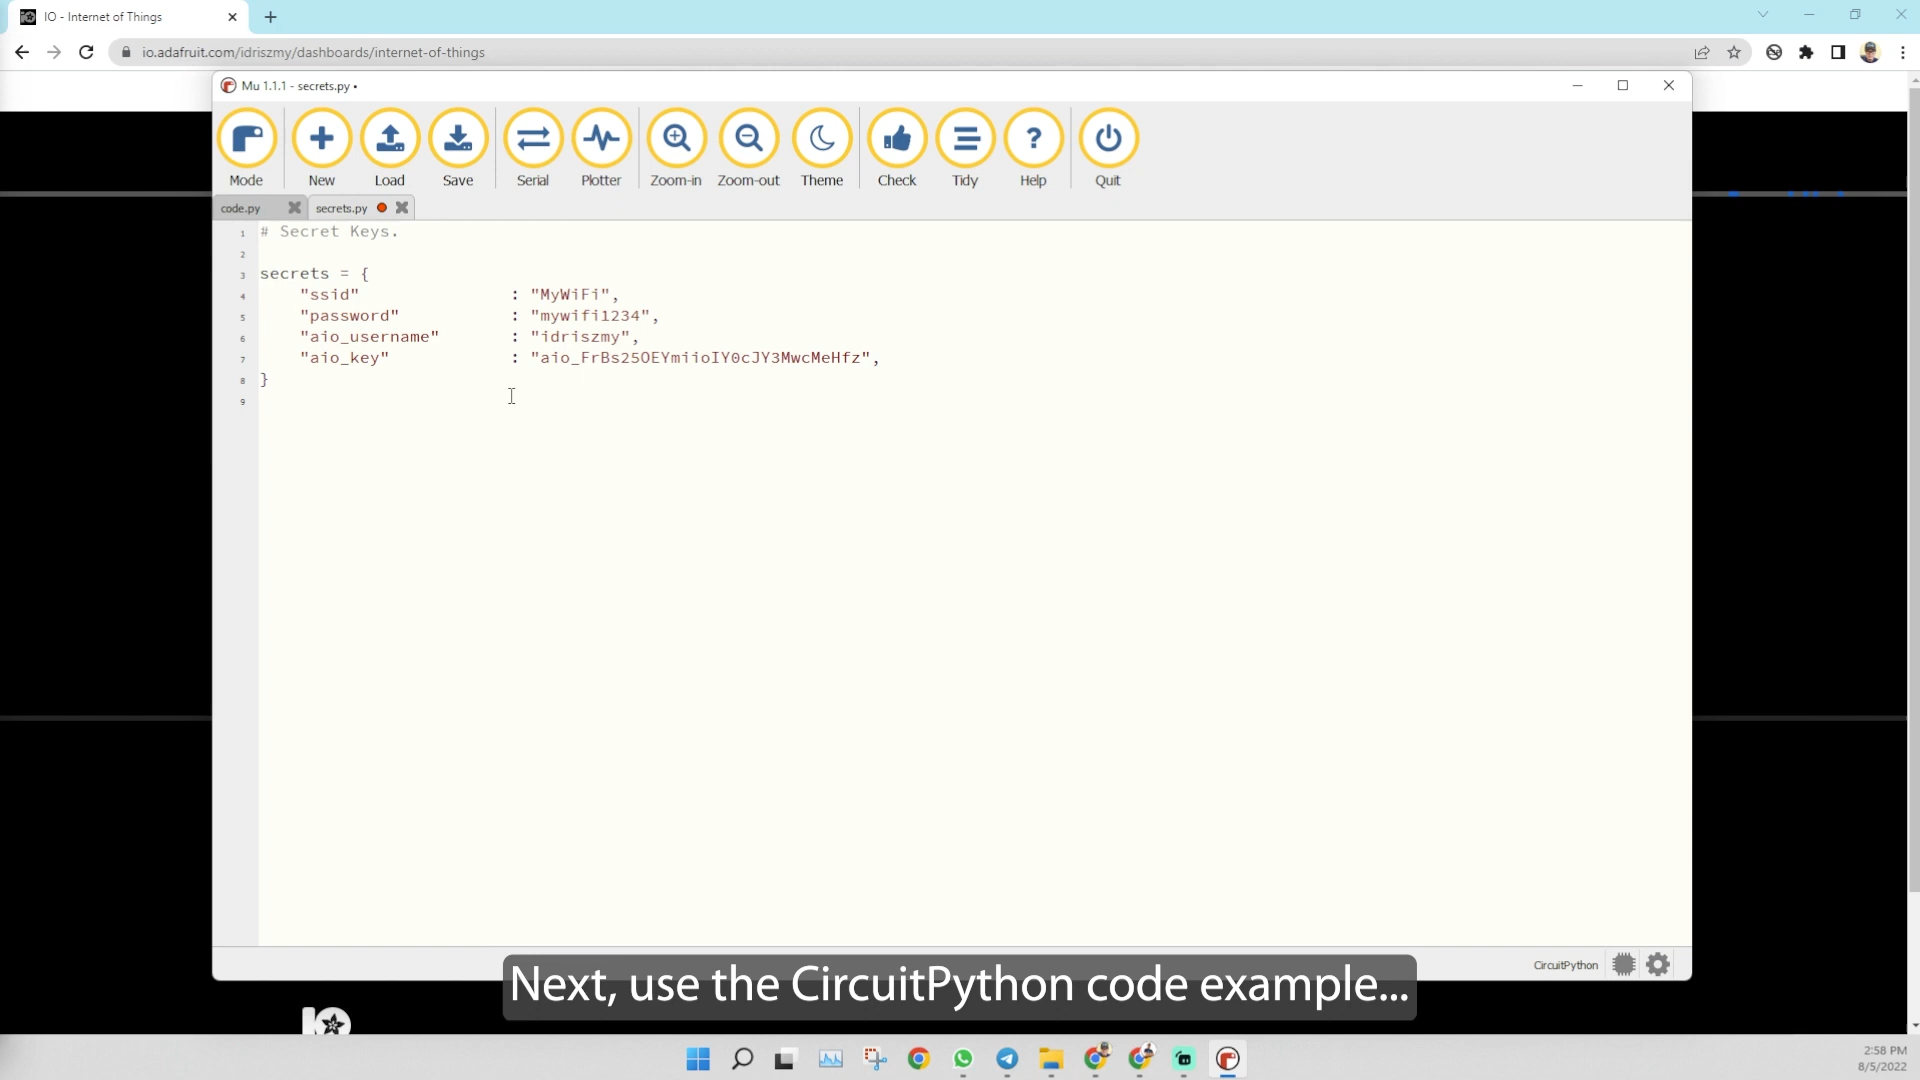 IO - Internet of Things
io.adafruit.com/idriszmy/dashboards/internet-of-things
Mu 1.1.1 - secrets.py •
Mode New Load Save Serial Plotter Zoom-in Zoom-out Theme Check Tidy Help Quit
code.py secrets.py
1 # Secret Keys.
2
3 secrets = {
4 "ssid" : "MyWiFi",
5 "password" : "mywifi1234",
6 "aio_username" : "idriszmy",
7 "aio_key" : "aio_FrBs25OEYmiioIY0cJY3MwcMeHfz",
8 }
9
CircuitPython
Next, use the CircuitPython code example...
2:58 PM
8/5/2022